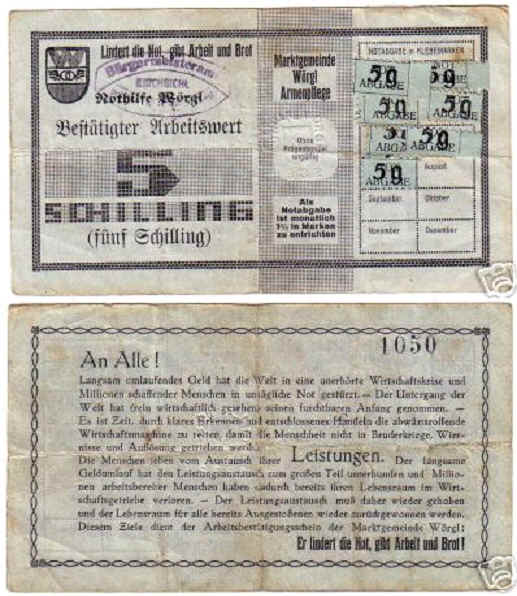 Lindert die Not, gibt Arbeit und Brot
Bürgermeisteramt
KIRCHBICHL
Nothilfe Wörgl
Bestätigter Arbeitswert
5
SCHILLING
(fünf Schilling)
Marktgemeinde
Wörgl
Armenpflege
Ohne
ungültig
Als
Notabgabe
ist monatlich
1% in Marken
zu entrichten
NOTABGABE in KLEBEMARKEN
50 50
ABGABE
50 50
ABGABE ABGABE
50
ABGABE ABGABE
50
ABGABE
August
September
Oktober
November
Dezember
1050
An Alle!
Langsam umlaufendes Geld hat die Welt in eine unerhörte Wirtschaftskrise und
Millionen schaffender Menschen in unsägliche Not gestürzt. — Der Untergang der
Welt hat (rein wirtschaftlich gesehen) seinen furchtbaren Anfang genommen. —
Es ist Zeit, durch klares Erkennen und entschlossenes Handeln die abwärtsrollende
Wirtschaftsmaschine zu retten, damit die Menschheit nicht in Bruderkriege, Wirr-
nisse und Auflösung getrieben werde.
Die Menschen leben vom Austausch ihrer Leistungen. Der langsame
Geldumlauf hat den Leistungsaustausch zum großen Teil unterbunden und Millio-
nen arbeitsbereiter Menschen haben dadurch bereits ihren Lebensraum im Wirt-
schaftsgetriebe verloren. — Der Leistungsaustausch muß daher wieder gehoben
und der Lebensraum für alle bereits Ausgestoßenen wieder zurückgewonnen werden.
Diesem Ziele dient der Arbeitsbestätigungsschein der Marktgemeinde Wörgl:
Er lindert die Not, gibt Arbeit und Brot!